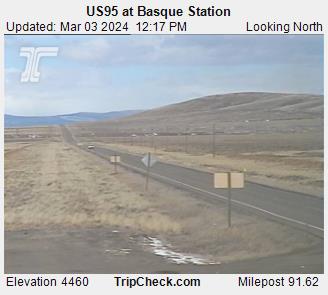 US95 at Basque Station
Updated: Mar 03 2024 12:17 PM Looking North
Elevation 4460 TripCheck.com Milepost 91.62